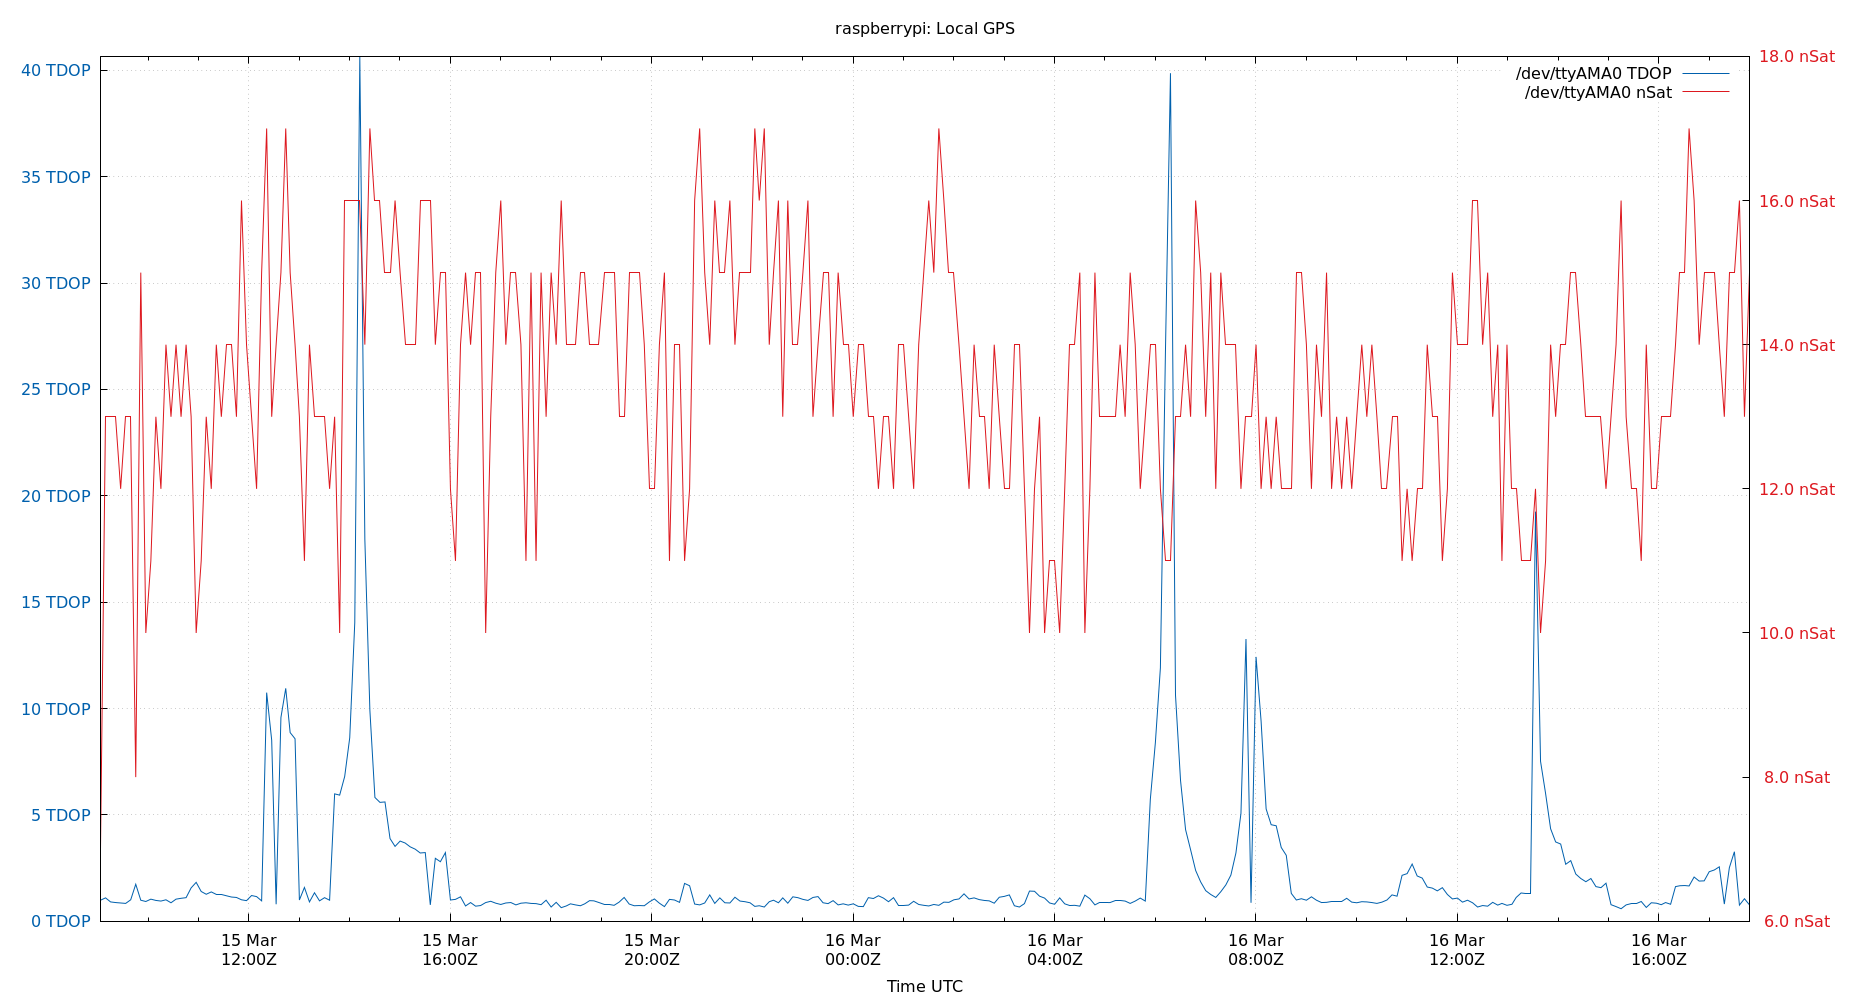 raspberrypi: Local GPS
40 TDOP
35 TDOP
30 TDOP
25 TDOP
20 TDOP
15 TDOP
10 TDOP
5 TDOP
0 TDOP
18.0 nSat
16.0 nSat
14.0 nSat
12.0 nSat
10.0 nSat
8.0 nSat
6.0 nSat
/dev/ttyAMA0 TDOP
/dev/ttyAMA0 nSat
15 Mar
12:00Z
15 Mar
16:00Z
15 Mar
20:00Z
16 Mar
00:00Z
16 Mar
04:00Z
16 Mar
08:00Z
16 Mar
12:00Z
16 Mar
16:00Z
Time UTC